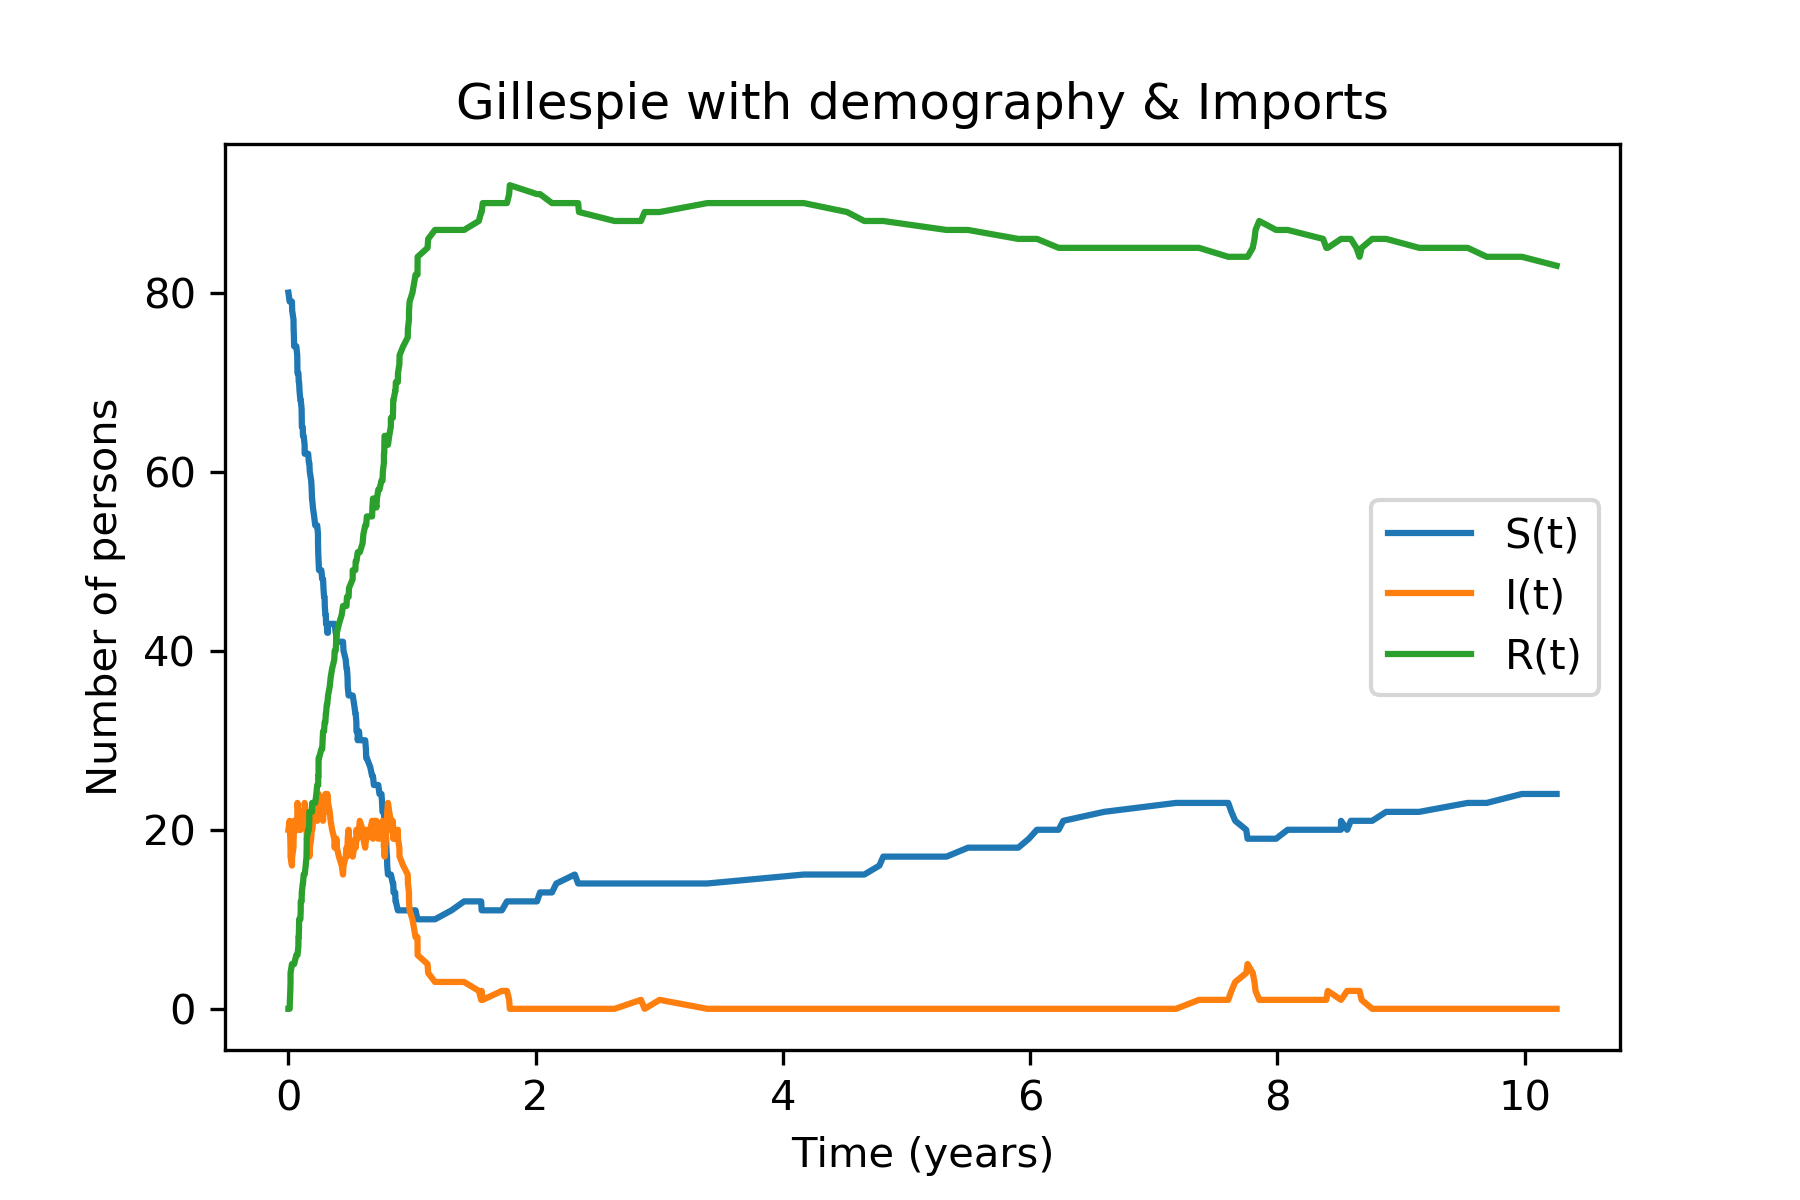 Gillespie with demography & Imports
Number of persons
80
60
40
20
0
S(t)
I(t)
R(t)
0 2 4 6 8 10
Time (years)